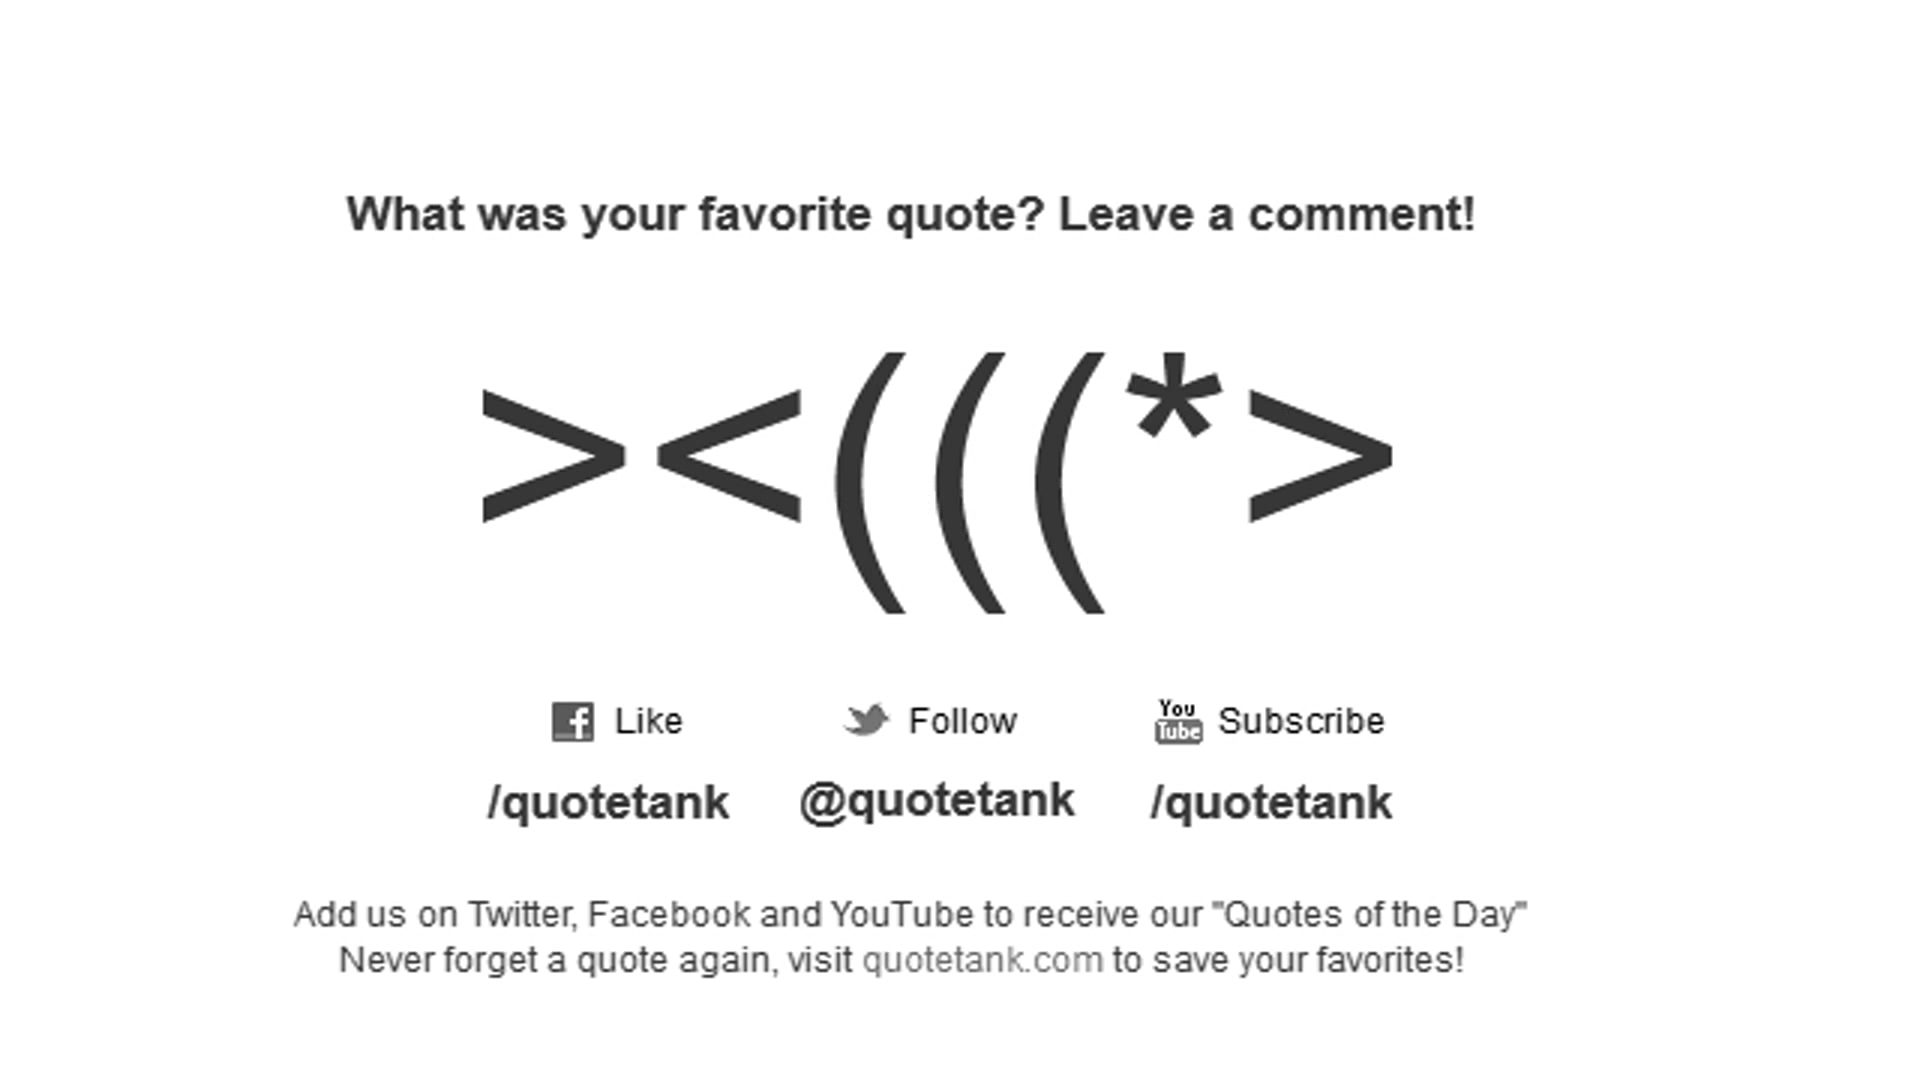 What was your favorite quote? Leave a comment!
><(((*>
f Like Follow You Tube Subscribe
/quotetank @quotetank /quotetank
Add us on Twitter, Facebook and YouTube to receive our "Quotes of the Day"
Never forget a quote again, visit quotetank.com to save your favorites!